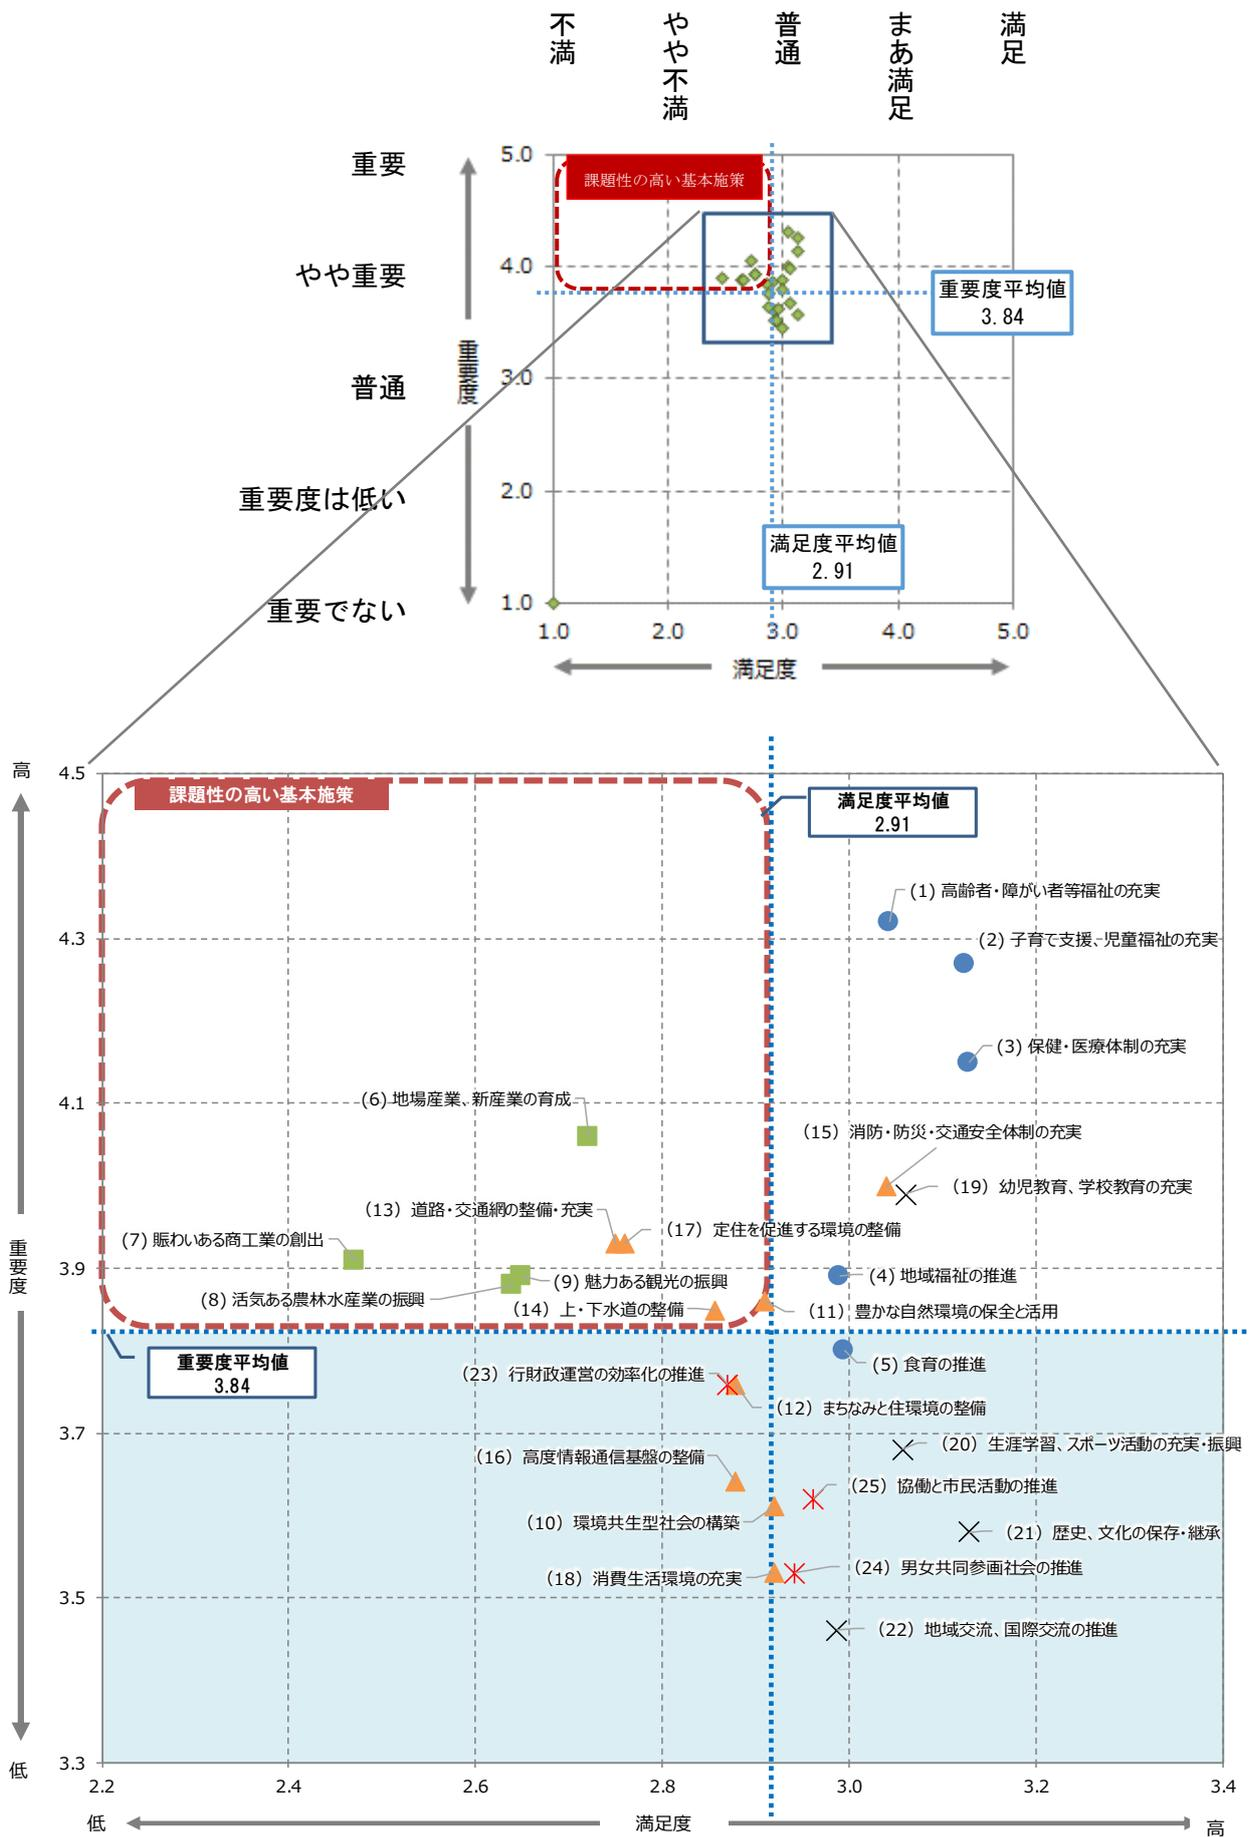 不満
やや不満
普通
まあ満足
満足
重要
やや重要
普通
重要度は低い
重要でない
重要度
5.0
4.0
3.0
2.0
1.0
課題性の高い基本施策
重要度平均値
3.84
満足度平均値
2.91
1.0
2.0
3.0
4.0
5.0
満足度
高
重要度
低
4.5
4.3
4.1
3.9
3.7
3.5
3.3
課題性の高い基本施策
満足度平均値
2.91
(1) 高齢者・障がい者等福祉の充実
(2) 子育て支援、児童福祉の充実
(3) 保健・医療体制の充実
(6) 地場産業、新産業の育成
（15）消防・防災・交通安全体制の充実
（19）幼児教育、学校教育の充実
（13）道路・交通網の整備・充実
（17）定住を促進する環境の整備
(7) 賑わいある商工業の創出
(4) 地域福祉の推進
(9) 魅力ある観光の振興
(8) 活気ある農林水産業の振興
（14）上・下水道の整備
（11）豊かな自然環境の保全と活用
重要度平均値
3.84
(5) 食育の推進
（23）行財政運営の効率化の推進
（12）まちなみと住環境の整備
（20）生涯学習、スポーツ活動の充実・振興
（16）高度情報通信基盤の整備
（25）協働と市民活動の推進
（10）環境共生型社会の構築
（21）歴史、文化の保存・継承
（24）男女共同参画社会の推進
（18）消費生活環境の充実
（22）地域交流、国際交流の推進
2.2
2.4
2.6
2.8
3.0
3.2
3.4
低
満足度
高